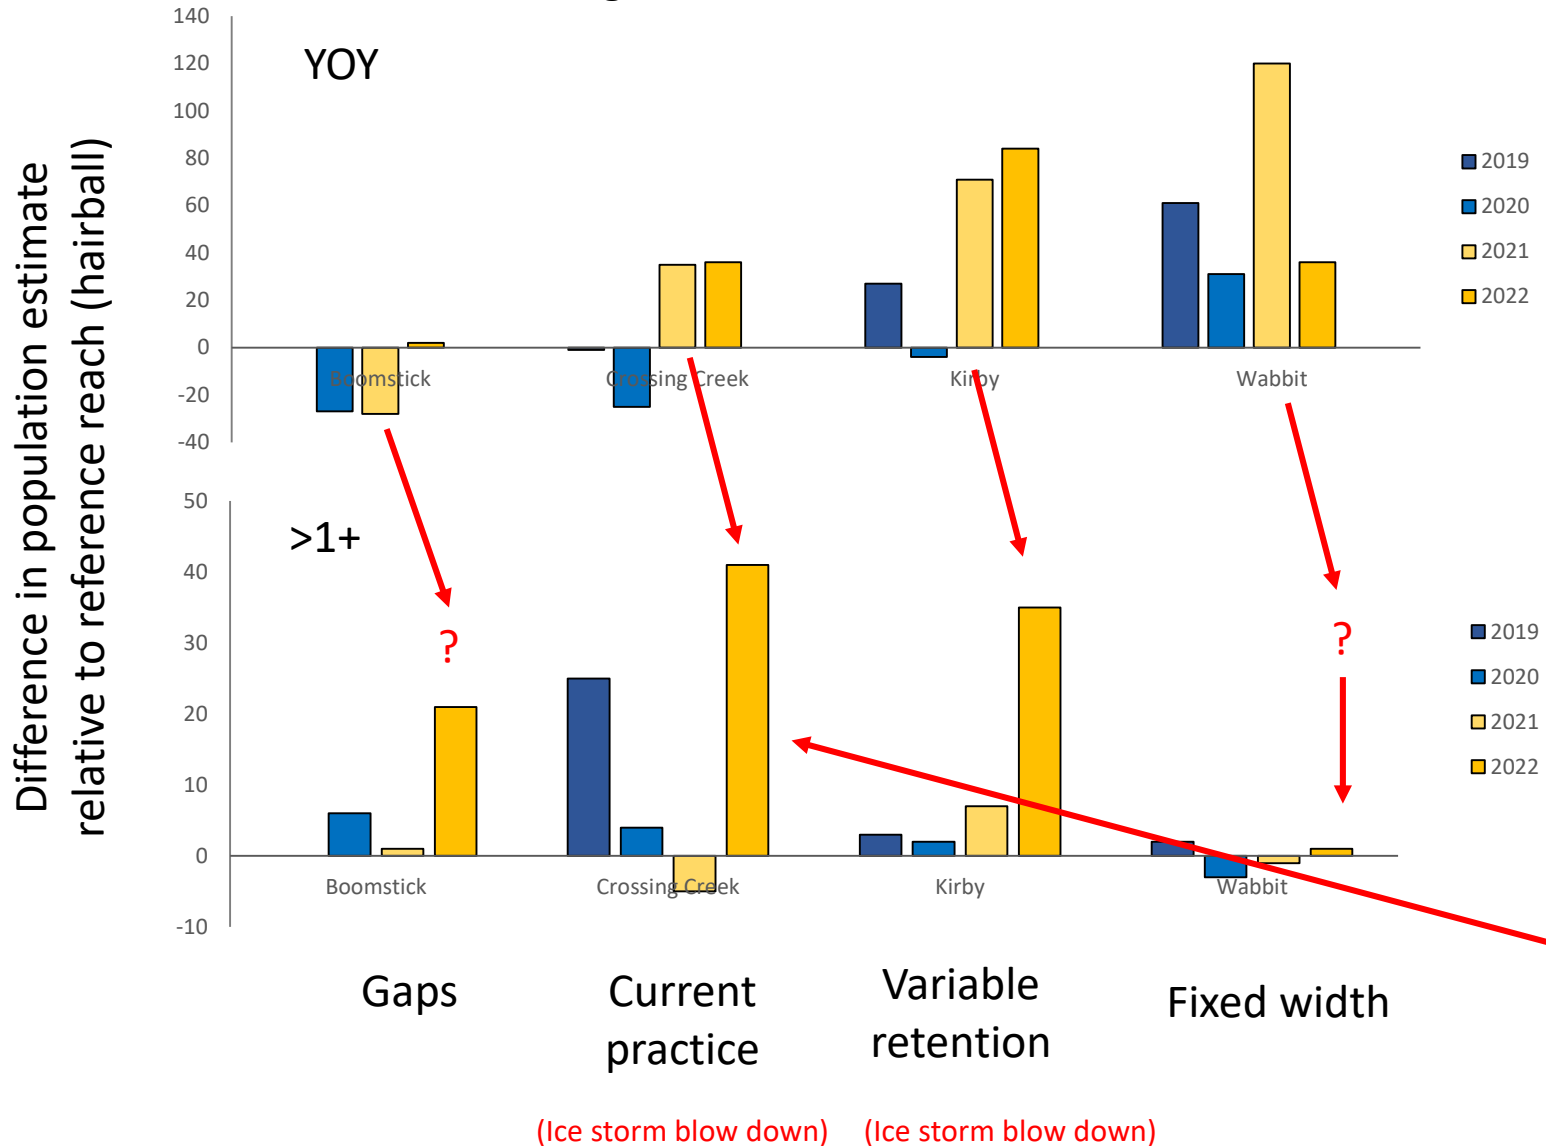 140
120
100
80
60
40
20
0
-20
-40
YOY
Boomstick
Crossing Creek
Kirby
Wabbit
2019
2020
2021
2022
Difference in population estimate
relative to reference reach (hairball)
50
40
30
20
10
0
-10
>1+
?
?
Boomstick
Crossing Creek
Kirby
Wabbit
2019
2020
2021
2022
Gaps
Current
practice
Variable
retention
Fixed width
(Ice storm blow down)
(Ice storm blow down)